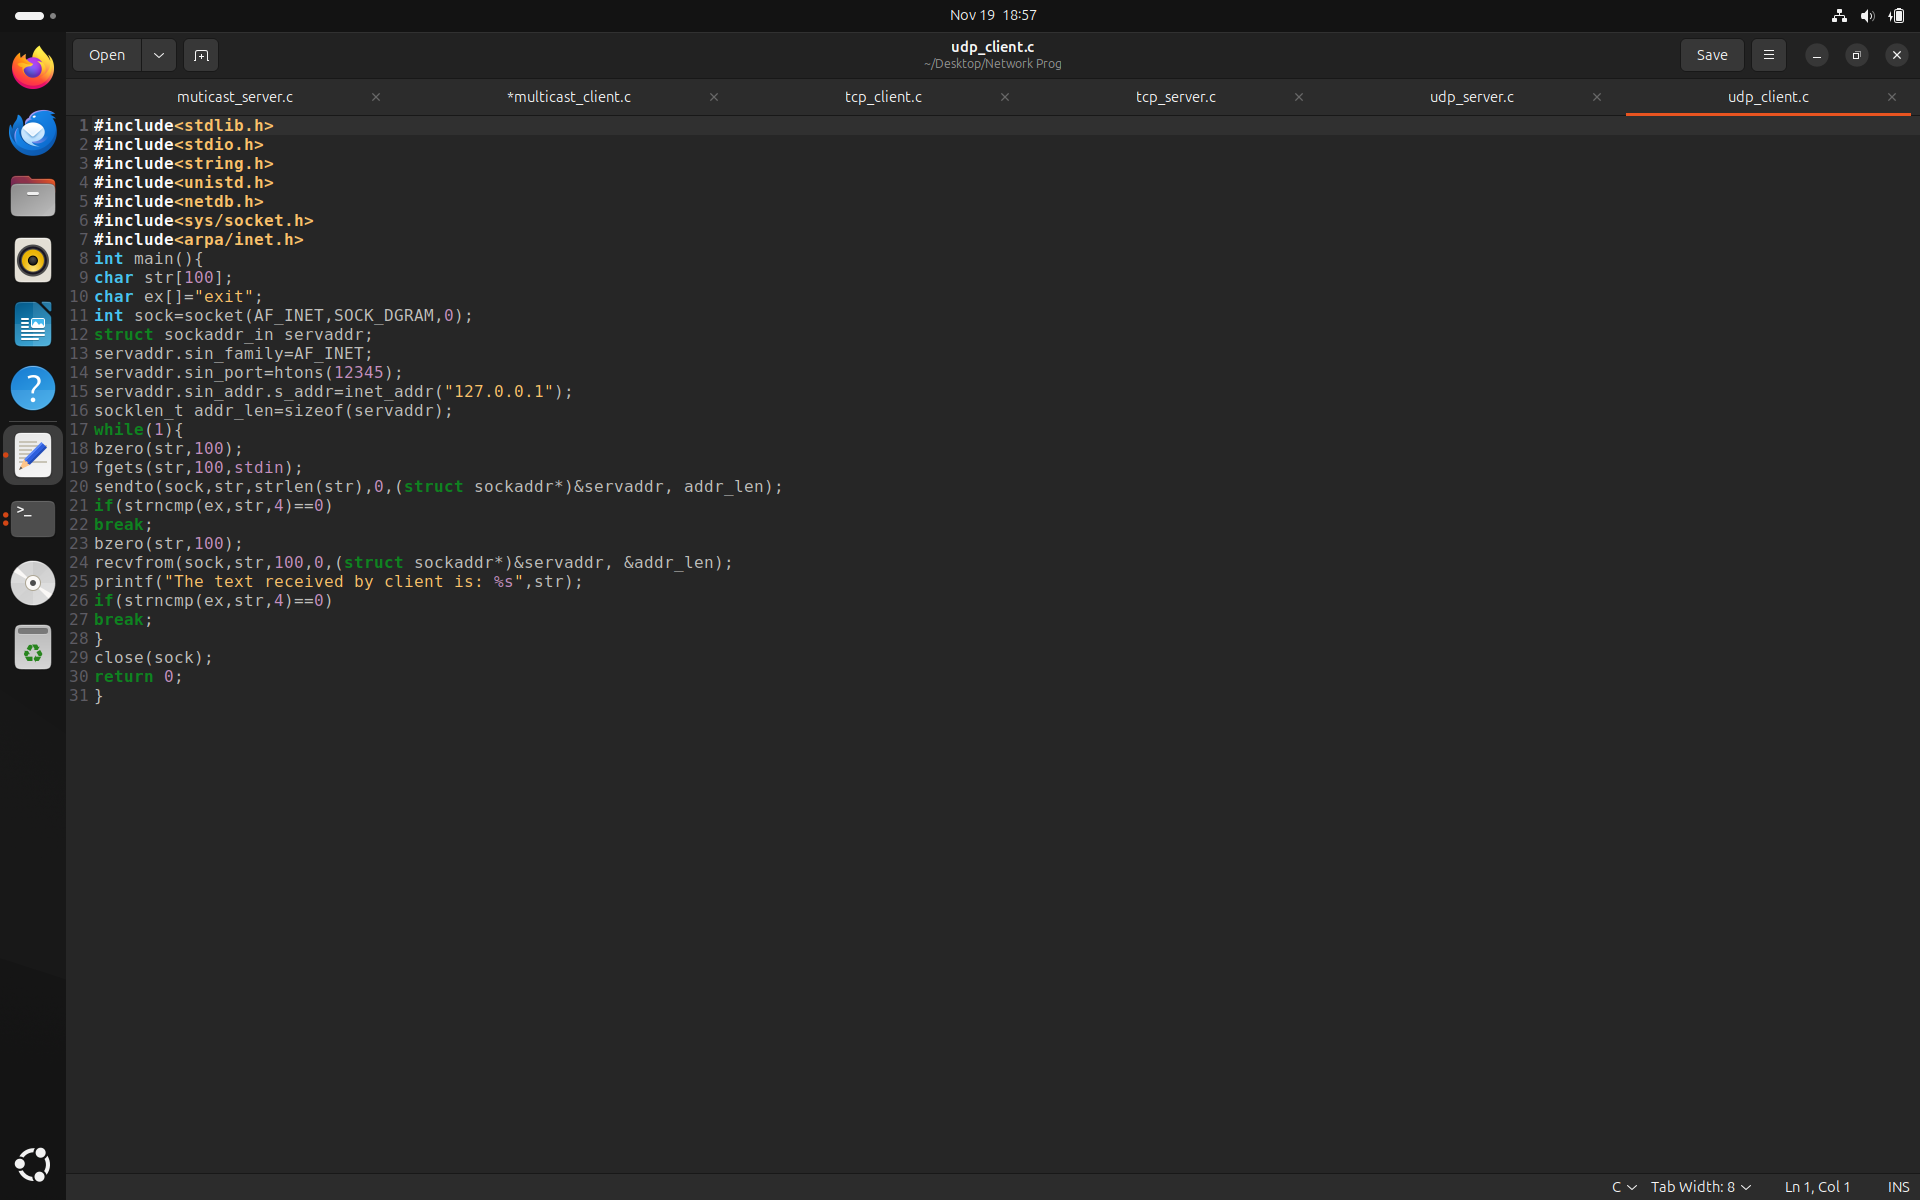 Nov 19 18:57
Open
udp_client.c
~/Desktop/Network Prog
Save
muticast_server.c
*multicast_client.c
tcp_client.c
tcp_server.c
udp_server.c
udp_client.c
1 #include<stdlib.h>
2 #include<stdio.h>
3 #include<string.h>
4 #include<unistd.h>
5 #include<netdb.h>
6 #include<sys/socket.h>
7 #include<arpa/inet.h>
8 int main(){
9 char str[100];
10 char ex[]="exit";
11 int sock=socket(AF_INET,SOCK_DGRAM,0);
12 struct sockaddr_in servaddr;
13 servaddr.sin_family=AF_INET;
14 servaddr.sin_port=htons(12345);
15 servaddr.sin_addr.s_addr=inet_addr("127.0.0.1");
16 socklen_t addr_len=sizeof(servaddr);
17 while(1){
18 bzero(str,100);
19 fgets(str,100,stdin);
20 sendto(sock,str,strlen(str),0,(struct sockaddr*)&servaddr, addr_len);
21 if(strncmp(ex,str,4)==0)
22 break;
23 bzero(str,100);
24 recvfrom(sock,str,100,0,(struct sockaddr*)&servaddr, &addr_len);
25 printf("The text received by client is: %s",str);
26 if(strncmp(ex,str,4)==0)
27 break;
28 }
29 close(sock);
30 return 0;
31 }
C
Tab Width: 8
Ln 1, Col 1
INS